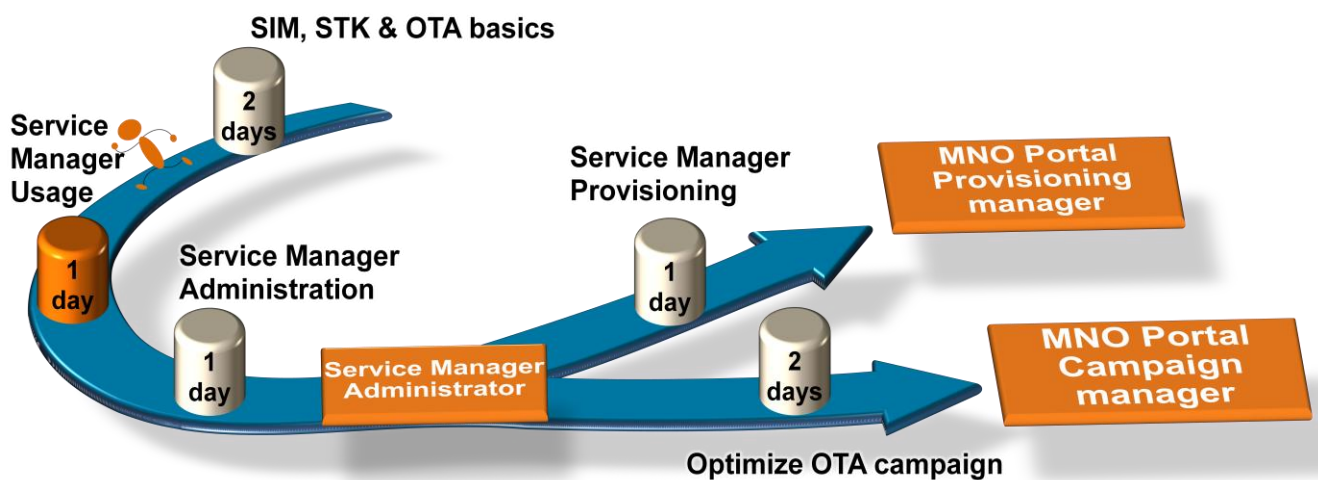 SIM, STK & OTA basics
2
days
Service
Manager
Usage
1
day
Service Manager
Administration
1
day
Service Manager
Administrator
Service Manager
Provisioning
1
day
MNO Portal
Provisioning
manager
2
days
Optimize OTA campaign
MNO Portal
Campaign
manager